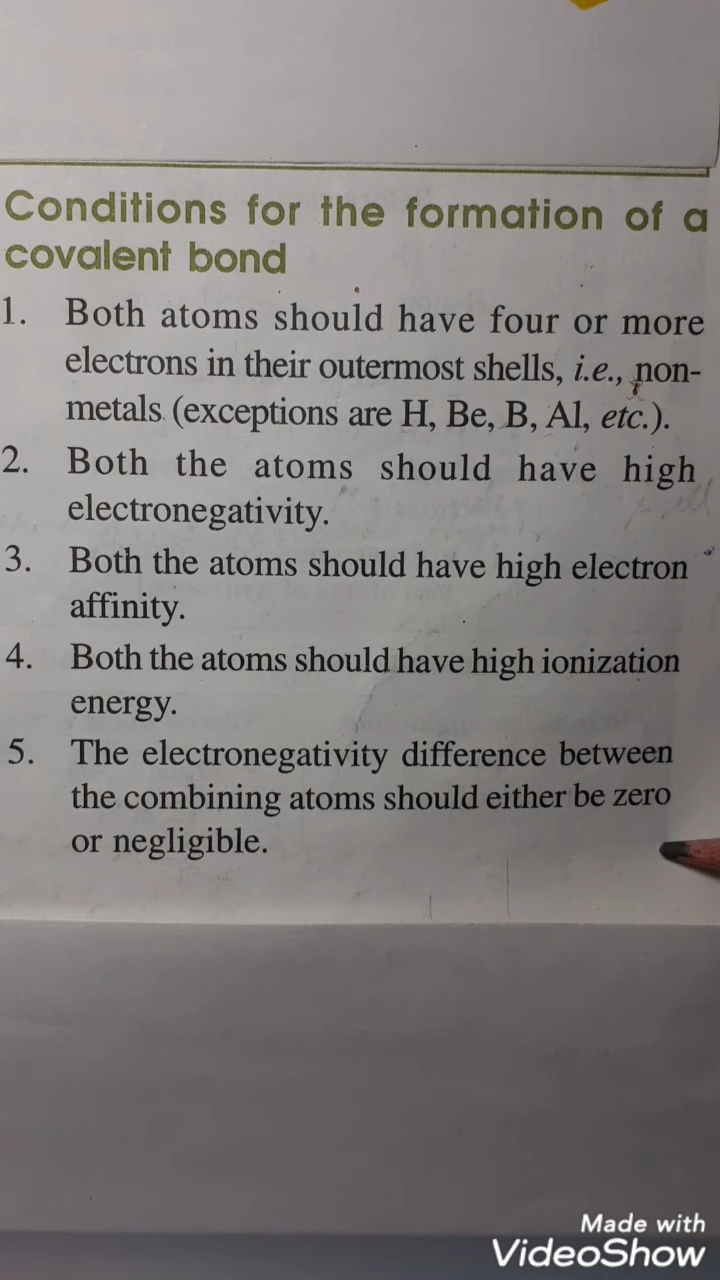 Conditions for the formation of a
covalent bond
1. Both atoms should have four or more
electrons in their outermost shells, i.e., non-
metals (exceptions are H, Be, B, Al, etc.).
2. Both the atoms should have high
electronegativity.
3. Both the atoms should have high electron
affinity.
4. Both the atoms should have high ionization
energy.
5. The electronegativity difference between
the combining atoms should either be zero
or negligible.
Made with
VideoShow